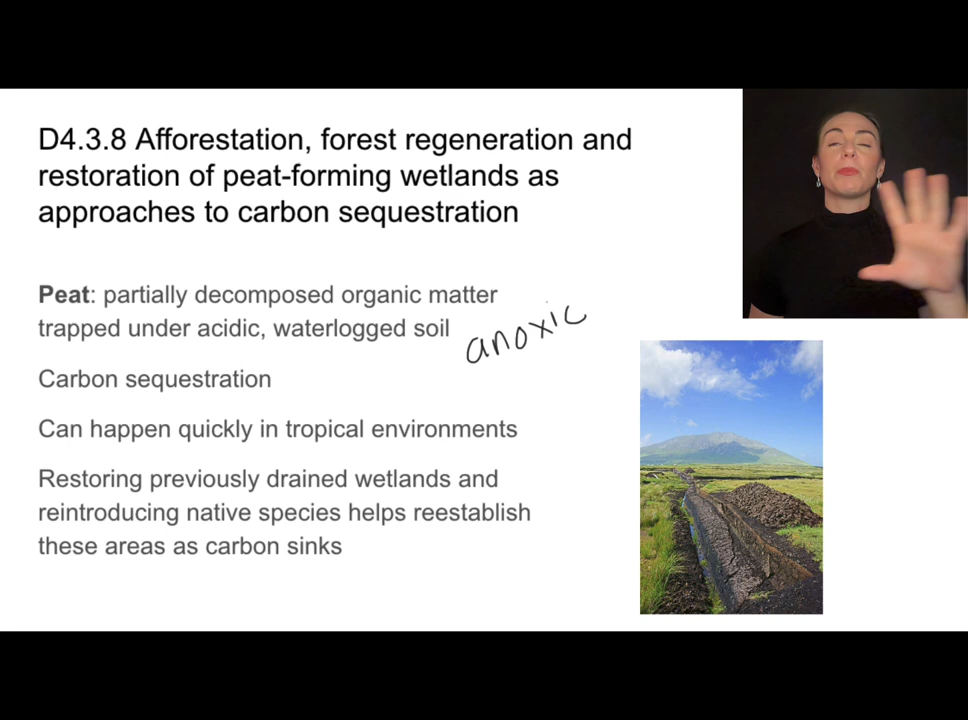 D4.3.8 Afforestation, forest regeneration and
restoration of peat-forming wetlands as
approaches to carbon sequestration
Peat: partially decomposed organic matter
trapped under acidic, waterlogged soil
anoxic
Carbon sequestration
Can happen quickly in tropical environments
Restoring previously drained wetlands and
reintroducing native species helps reestablish
these areas as carbon sinks